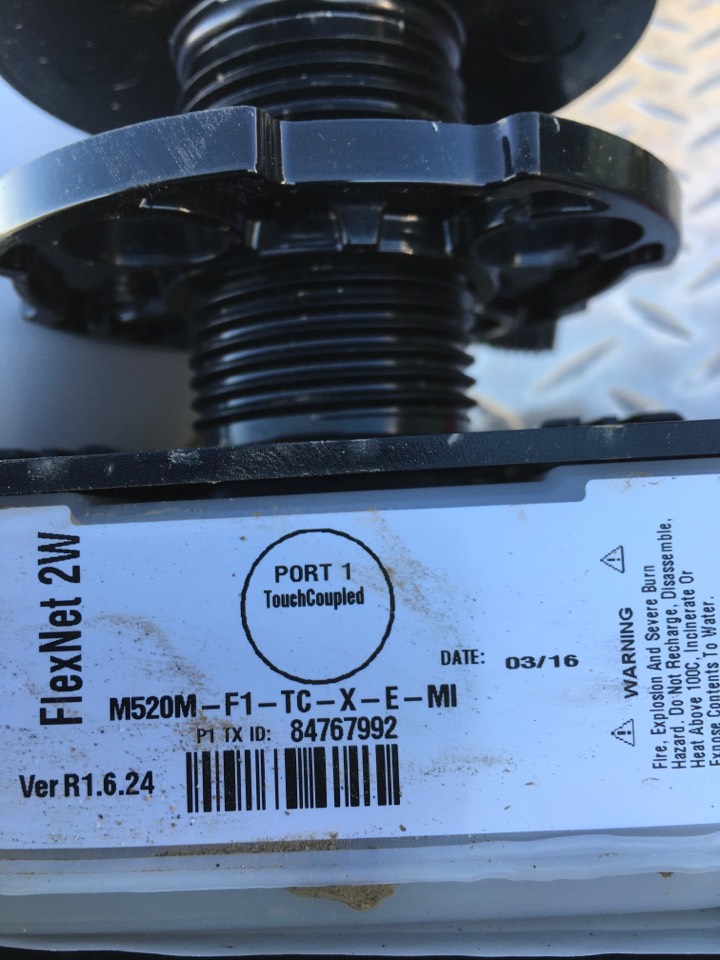 FlexNet 2W
PORT 1
TouchCoupled
DATE: 03/16
M520M-F1-TC-X-E-MI
P1 TX ID: 84767992
Ver R1.6.24
WARNING
Fire, Explosion And Severe Burn
Hazard. Do Not Recharge, Disassemble,
Heat Above 100C, Incinerate Or
Expose Contents To Water.